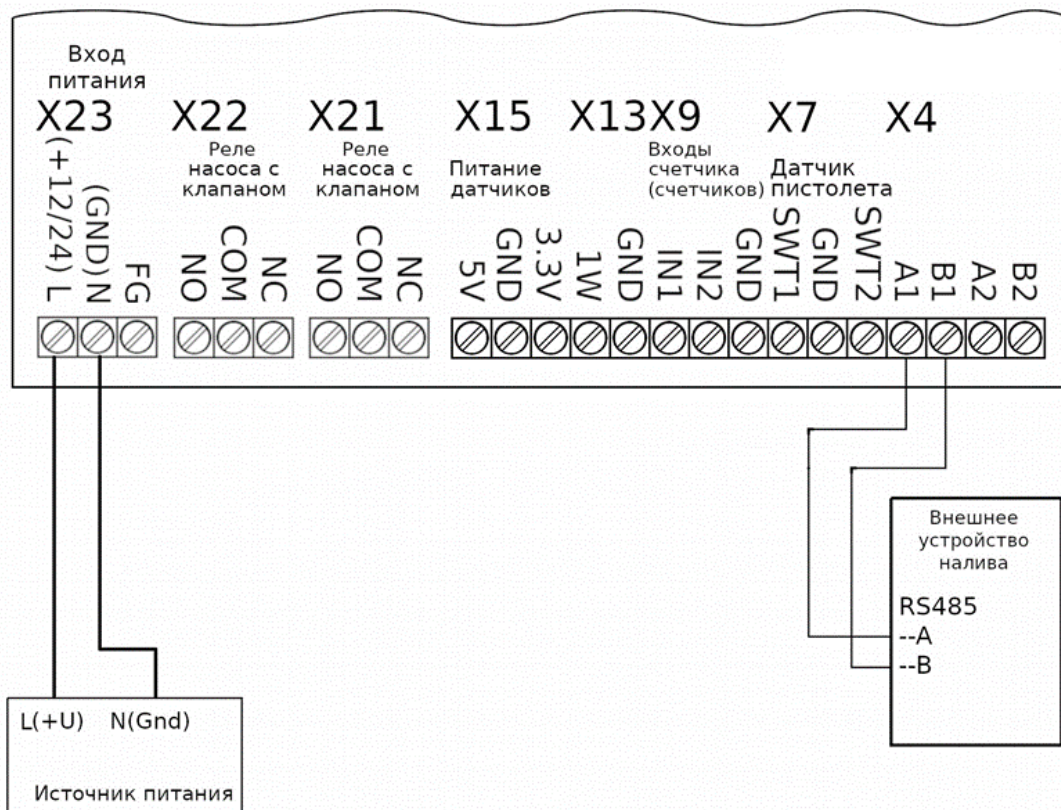 Вход
питания
X23 X22 X21 X15 X13 X9 X7 X4
Реле
насоса с
клапаном
Реле
насоса с
клапаном
Питание
датчиков
Входы
счетчика
(счетчиков)
Датчик
пистолета
(+12/24) L
(GND)N
FG
NO
COM
NC
NO
COM
NC
5V
GND
3.3V
1W
GND
IN1
IN2
GND
SWT1
GND
SWT2
A1
B1
A2
B2
Внешнее
устройство
налива
RS485
--A
--B
L(+U) N(Gnd)
Источник питания